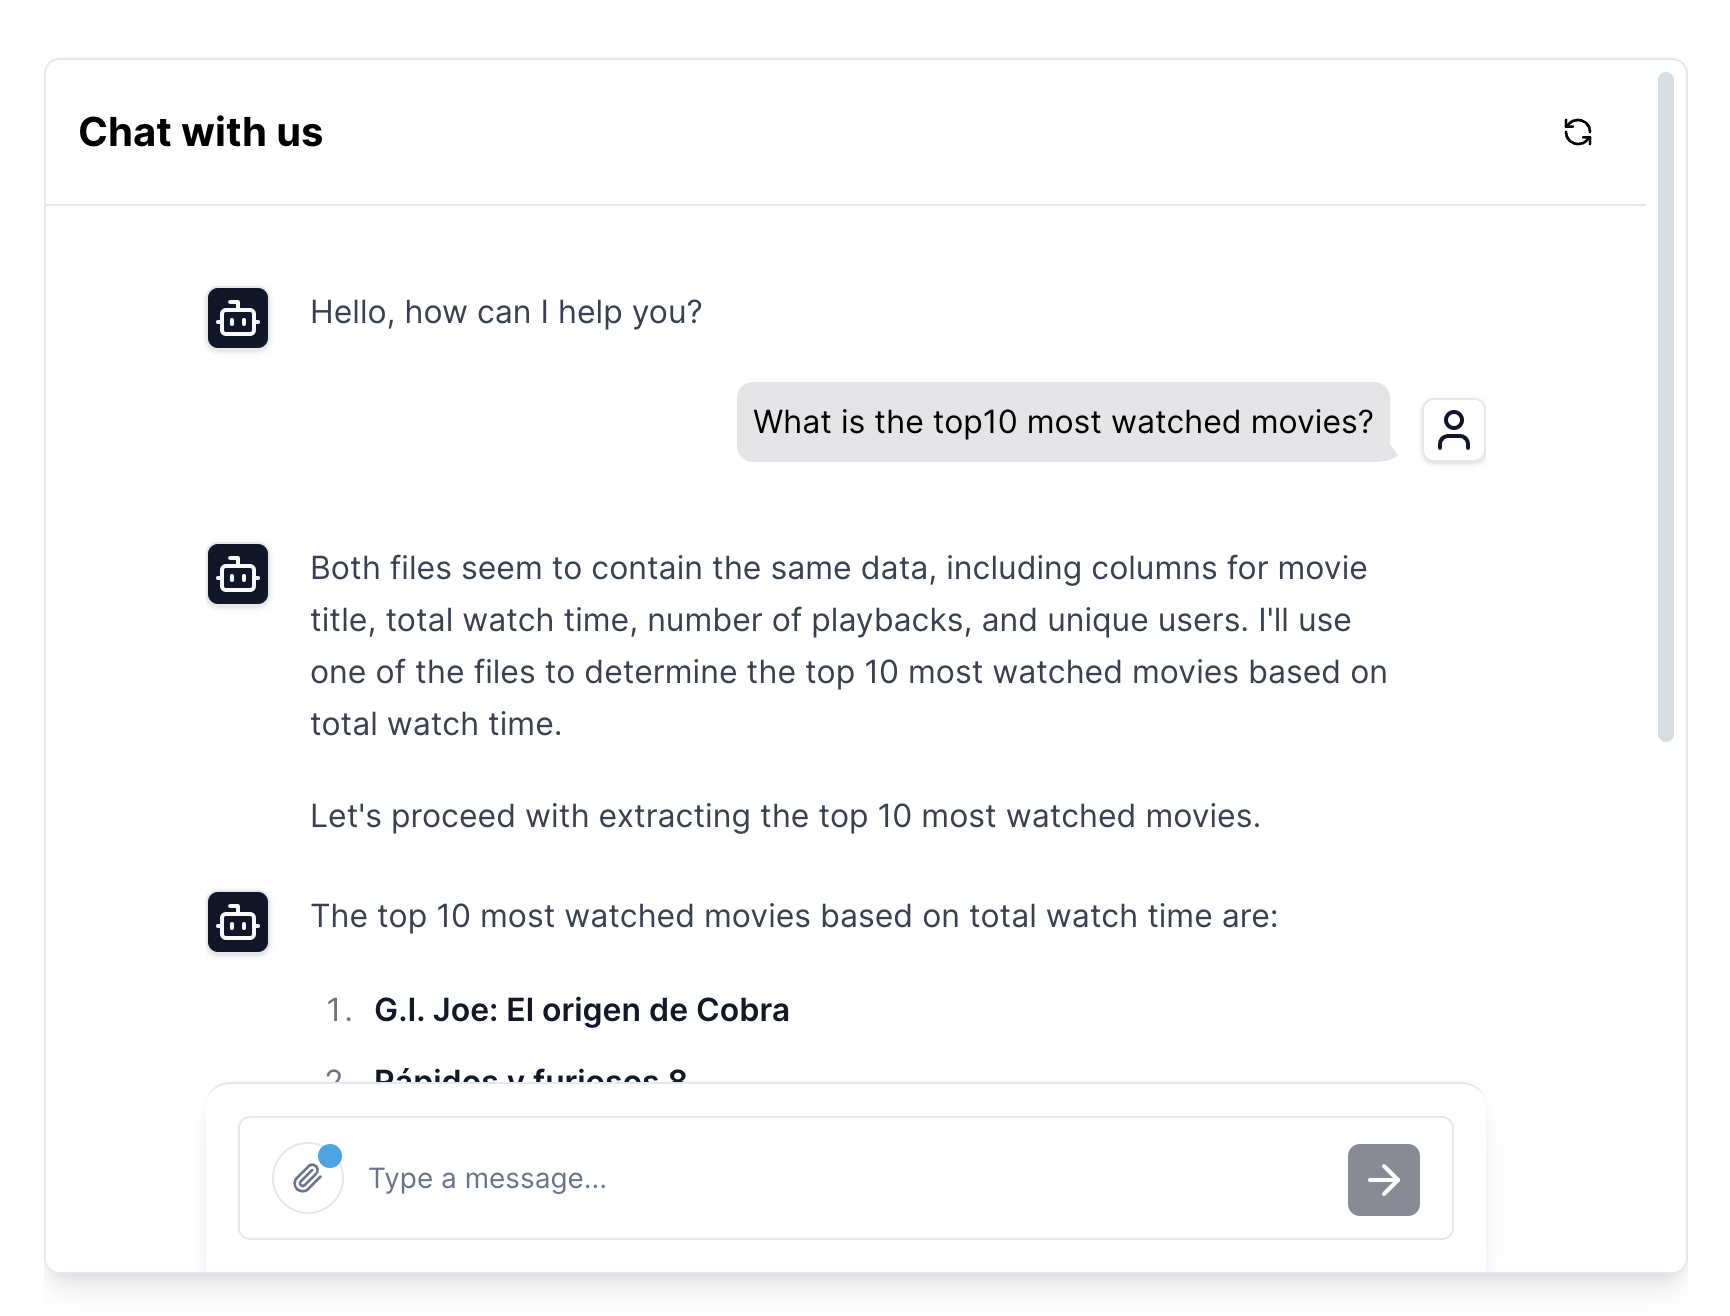 Chat with us
Hello, how can I help you?
What is the top10 most watched movies?
Both files seem to contain the same data, including columns for movie
title, total watch time, number of playbacks, and unique users. I'll use
one of the files to determine the top 10 most watched movies based on
total watch time.
Let's proceed with extracting the top 10 most watched movies.
The top 10 most watched movies based on total watch time are:
1. G.I. Joe: El origen de Cobra
2. Rápidos y furiosos 8
Type a message...